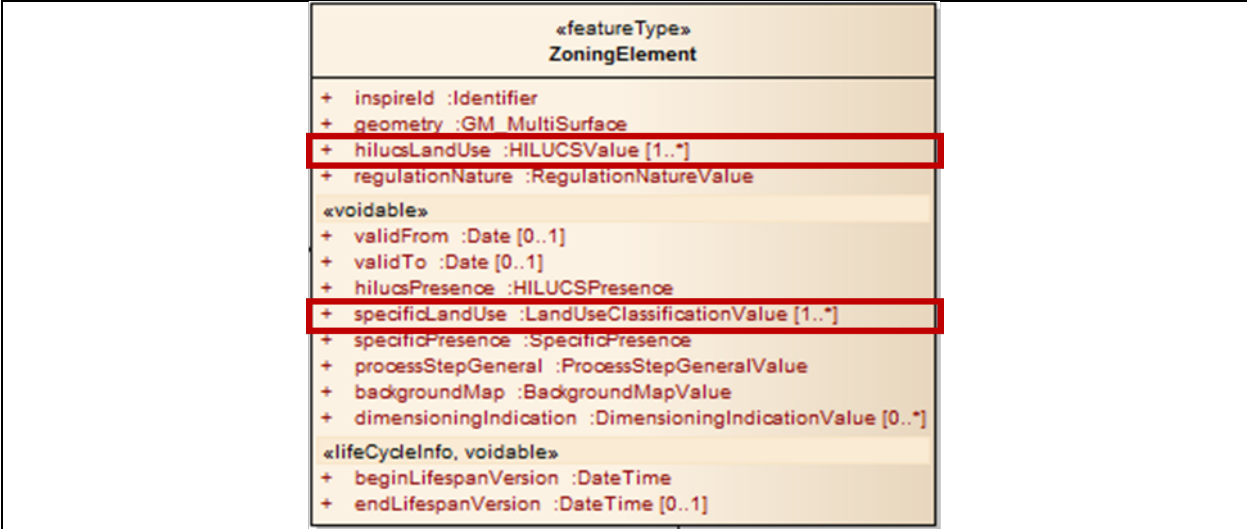 «featureType»
ZoningElement
+ inspireId :Identifier
+ geometry :GM_MultiSurface
+ hilucsLandUse :HILUCSValue [1..*]
+ regulationNature :RegulationNatureValue
«voidable»
+ validFrom :Date [0..1]
+ validTo :Date [0..1]
+ hilucsPresence :HILUCSPresence
+ specificLandUse :LandUseClassificationValue [1..*]
+ specificPresence :SpecificPresence
+ processStepGeneral :ProcessStepGeneralValue
+ backgroundMap :BackgroundMapValue
+ dimensioningIndication :DimensioningIndicationValue [0..*]
«lifeCycleInfo, voidable»
+ beginLifespanVersion :DateTime
+ endLifespanVersion :DateTime [0..1]